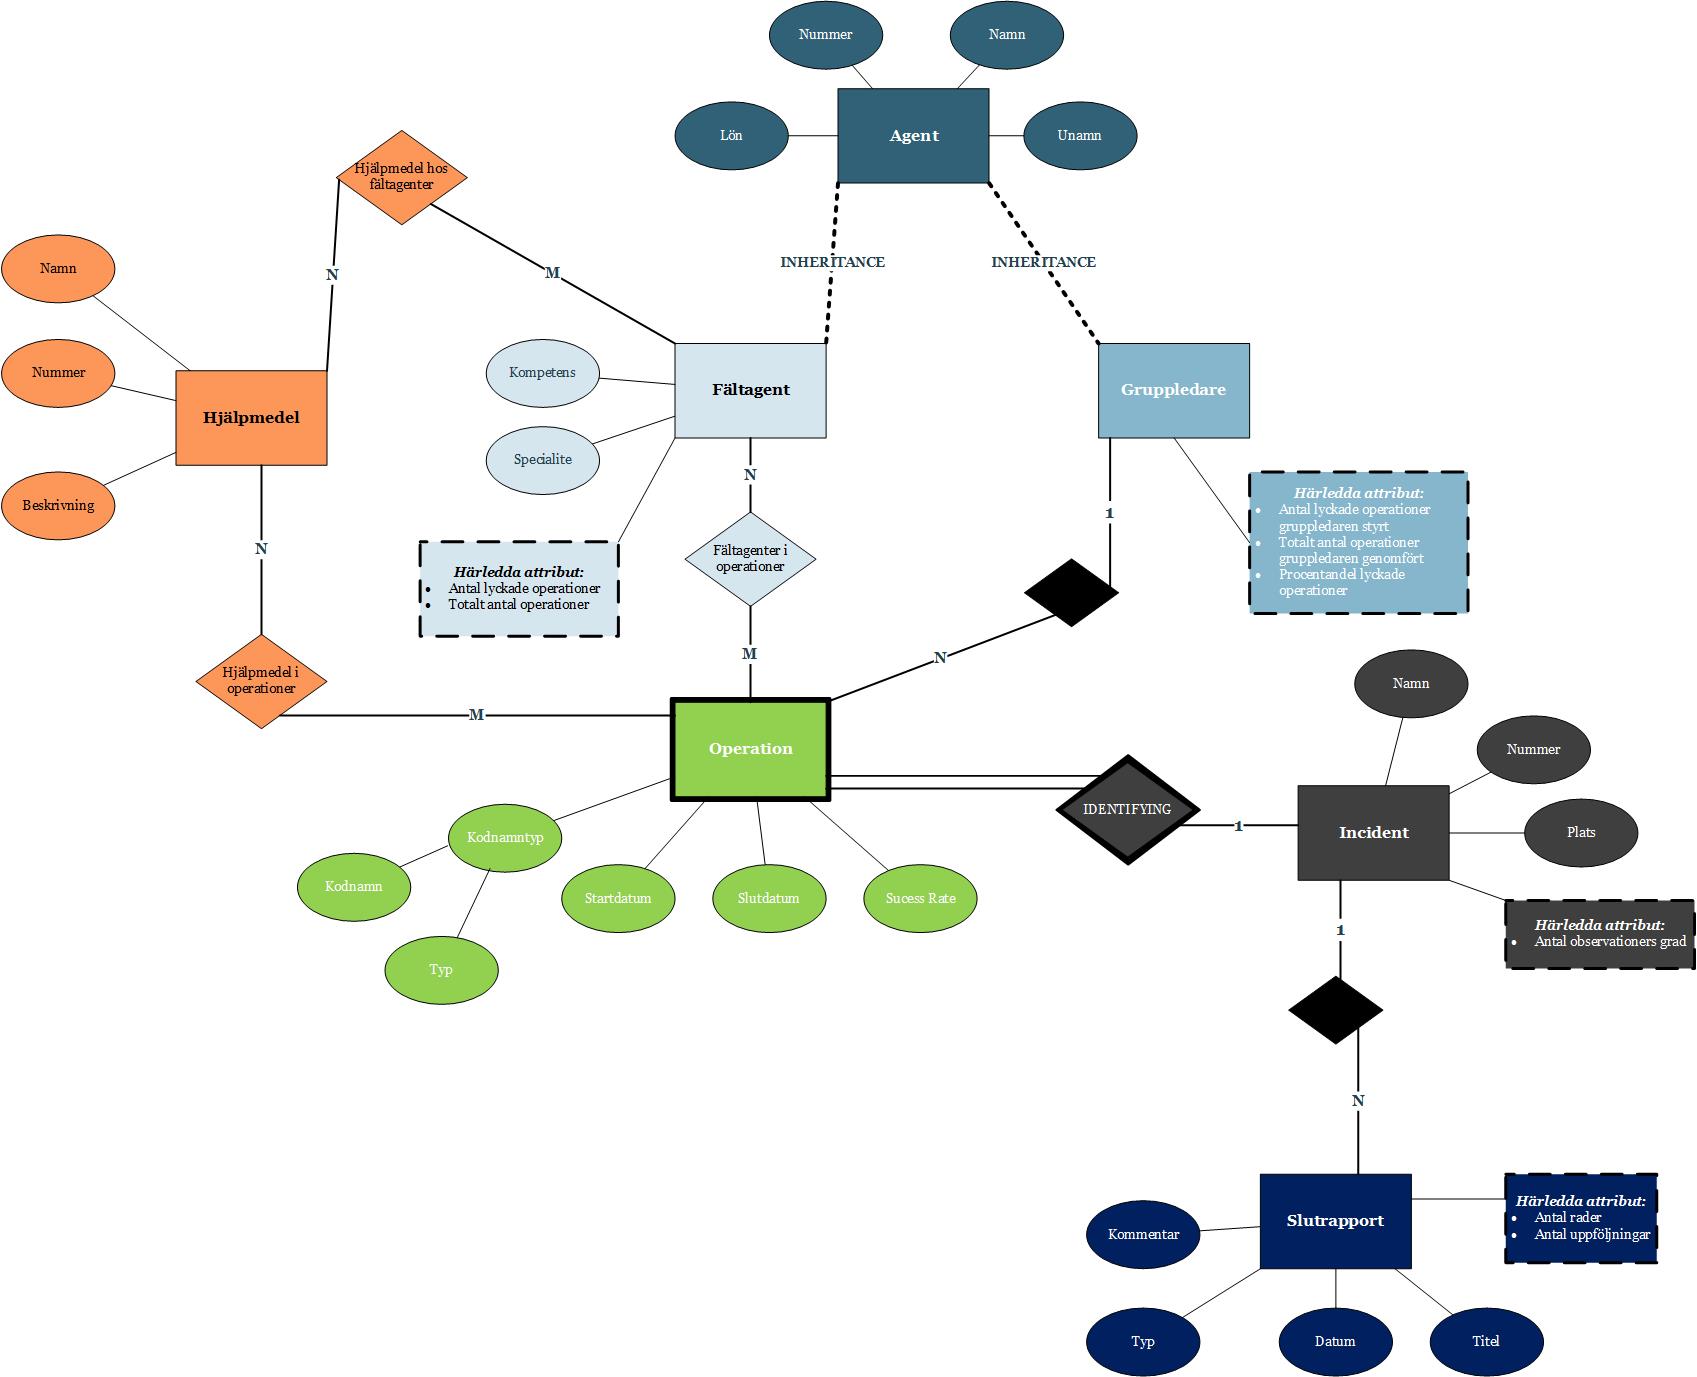 Nummer
Namn
Lön
Agent
Unamn
Hjälpmedel hos
fältagenter
INHERITANCE
INHERITANCE
N
M
Namn
Nummer
Beskrivning
Hjälpmedel
Kompetens
Specialite
Fältagent
Gruppledare
N
N
1
Härledda attribut:
• Antal lyckade operationer
gruppledaren styrt
• Totalt antal operationer
gruppledaren genomfört
• Procentandel lyckade
operationer
Härledda attribut:
• Antal lyckade operationer
• Totalt antal operationer
Fältagenter i
operationer
M
N
Hjälpmedel i
operationer
M
Operation
Namn
Nummer
Plats
IDENTIFYING
1
Incident
Kodnamntyp
Kodnamn
Typ
Startdatum
Slutdatum
Sucess Rate
Härledda attribut:
• Antal observationers grad
1
N
Slutrapport
Härledda attribut:
• Antal rader
• Antal uppföljningar
Kommentar
Typ
Datum
Titel